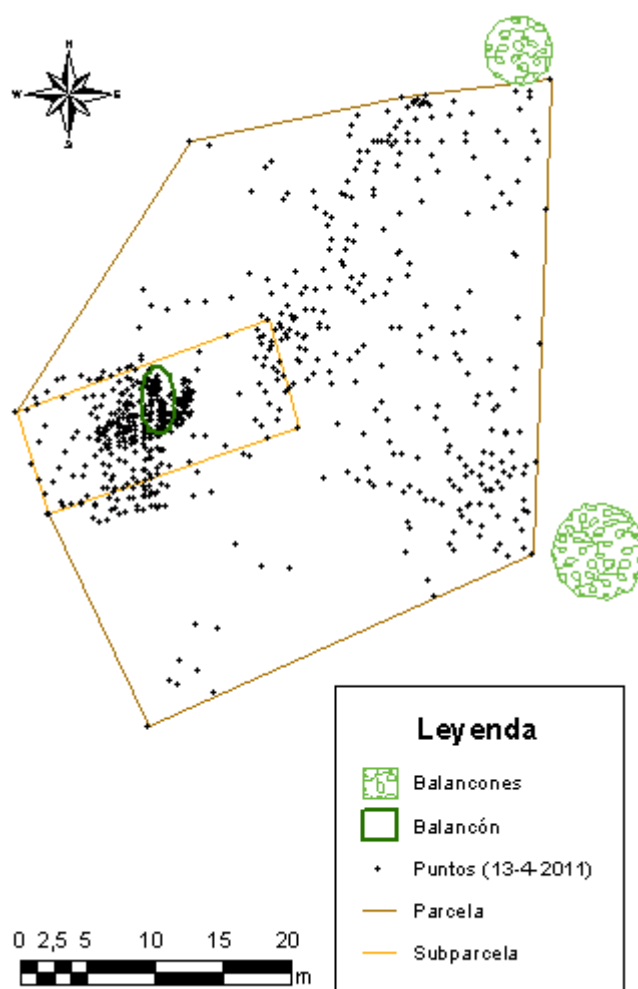 N
W E
S
Leyenda
Balancones
Balancón
Puntos (13-4-2011)
Parcela
Subparcela
0 2,5 5 10 15 20
m